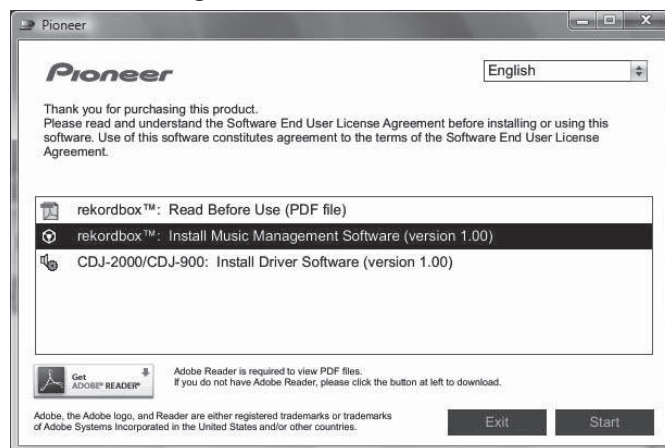 Pioneer
Pioneer
English
Thank you for purchasing this product.
Please read and understand the Software End User License Agreement before installing or using this
software. Use of this software constitutes agreement to the terms of the Software End User License
Agreement.
rekordbox™: Read Before Use (PDF file)
rekordbox™: Install Music Management Software (version 1.00)
CDJ-2000/CDJ-900: Install Driver Software (version 1.00)
Get
ADOBE® READER®
Adobe Reader is required to view PDF files.
If you do not have Adobe Reader, please click the button at left to download.
Adobe, the Adobe logo, and Reader are either registered trademarks or trademarks
of Adobe Systems Incorporated in the United States and/or other countries.
Exit
Start